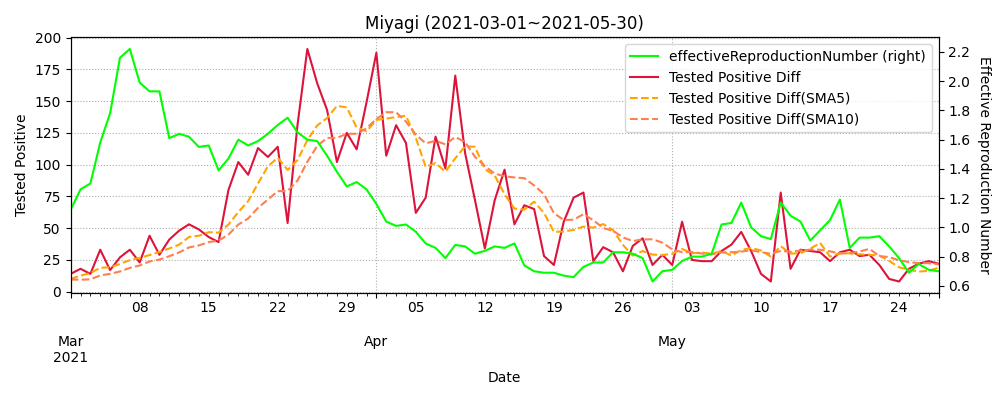 Miyagi (2021-03-01~2021-05-30)
effectiveReproductionNumber (right)
Tested Positive Diff
Tested Positive Diff(SMA5)
Tested Positive Diff(SMA10)
Tested Positive
200
175
150
125
100
75
50
25
0
Effective Reproduction Number
2.2
2.0
1.8
1.6
1.4
1.2
1.0
0.8
0.6
08 15 22 29 05 12 19 26 03 10 17 24
Mar Apr May
2021
Date